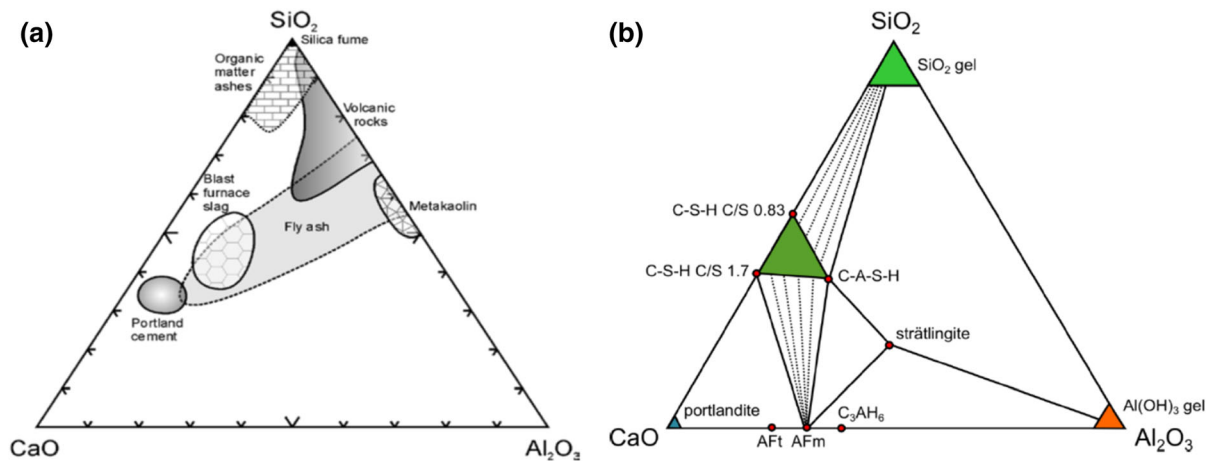 (a)
SiO₂
Silica fume
Organic
matter
ashes
Volcanic
rocks
Blast
furnace
slag
Metakaolin
Fly ash
Portland
cement
CaO
Al₂O₃
(b)
SiO₂
SiO₂ gel
C-S-H C/S 0.83
C-S-H C/S 1.7
C-A-S-H
strätlingite
portlandite
C₃AH₆
Al(OH)₃ gel
CaO
AFt
AFm
Al₂O₃